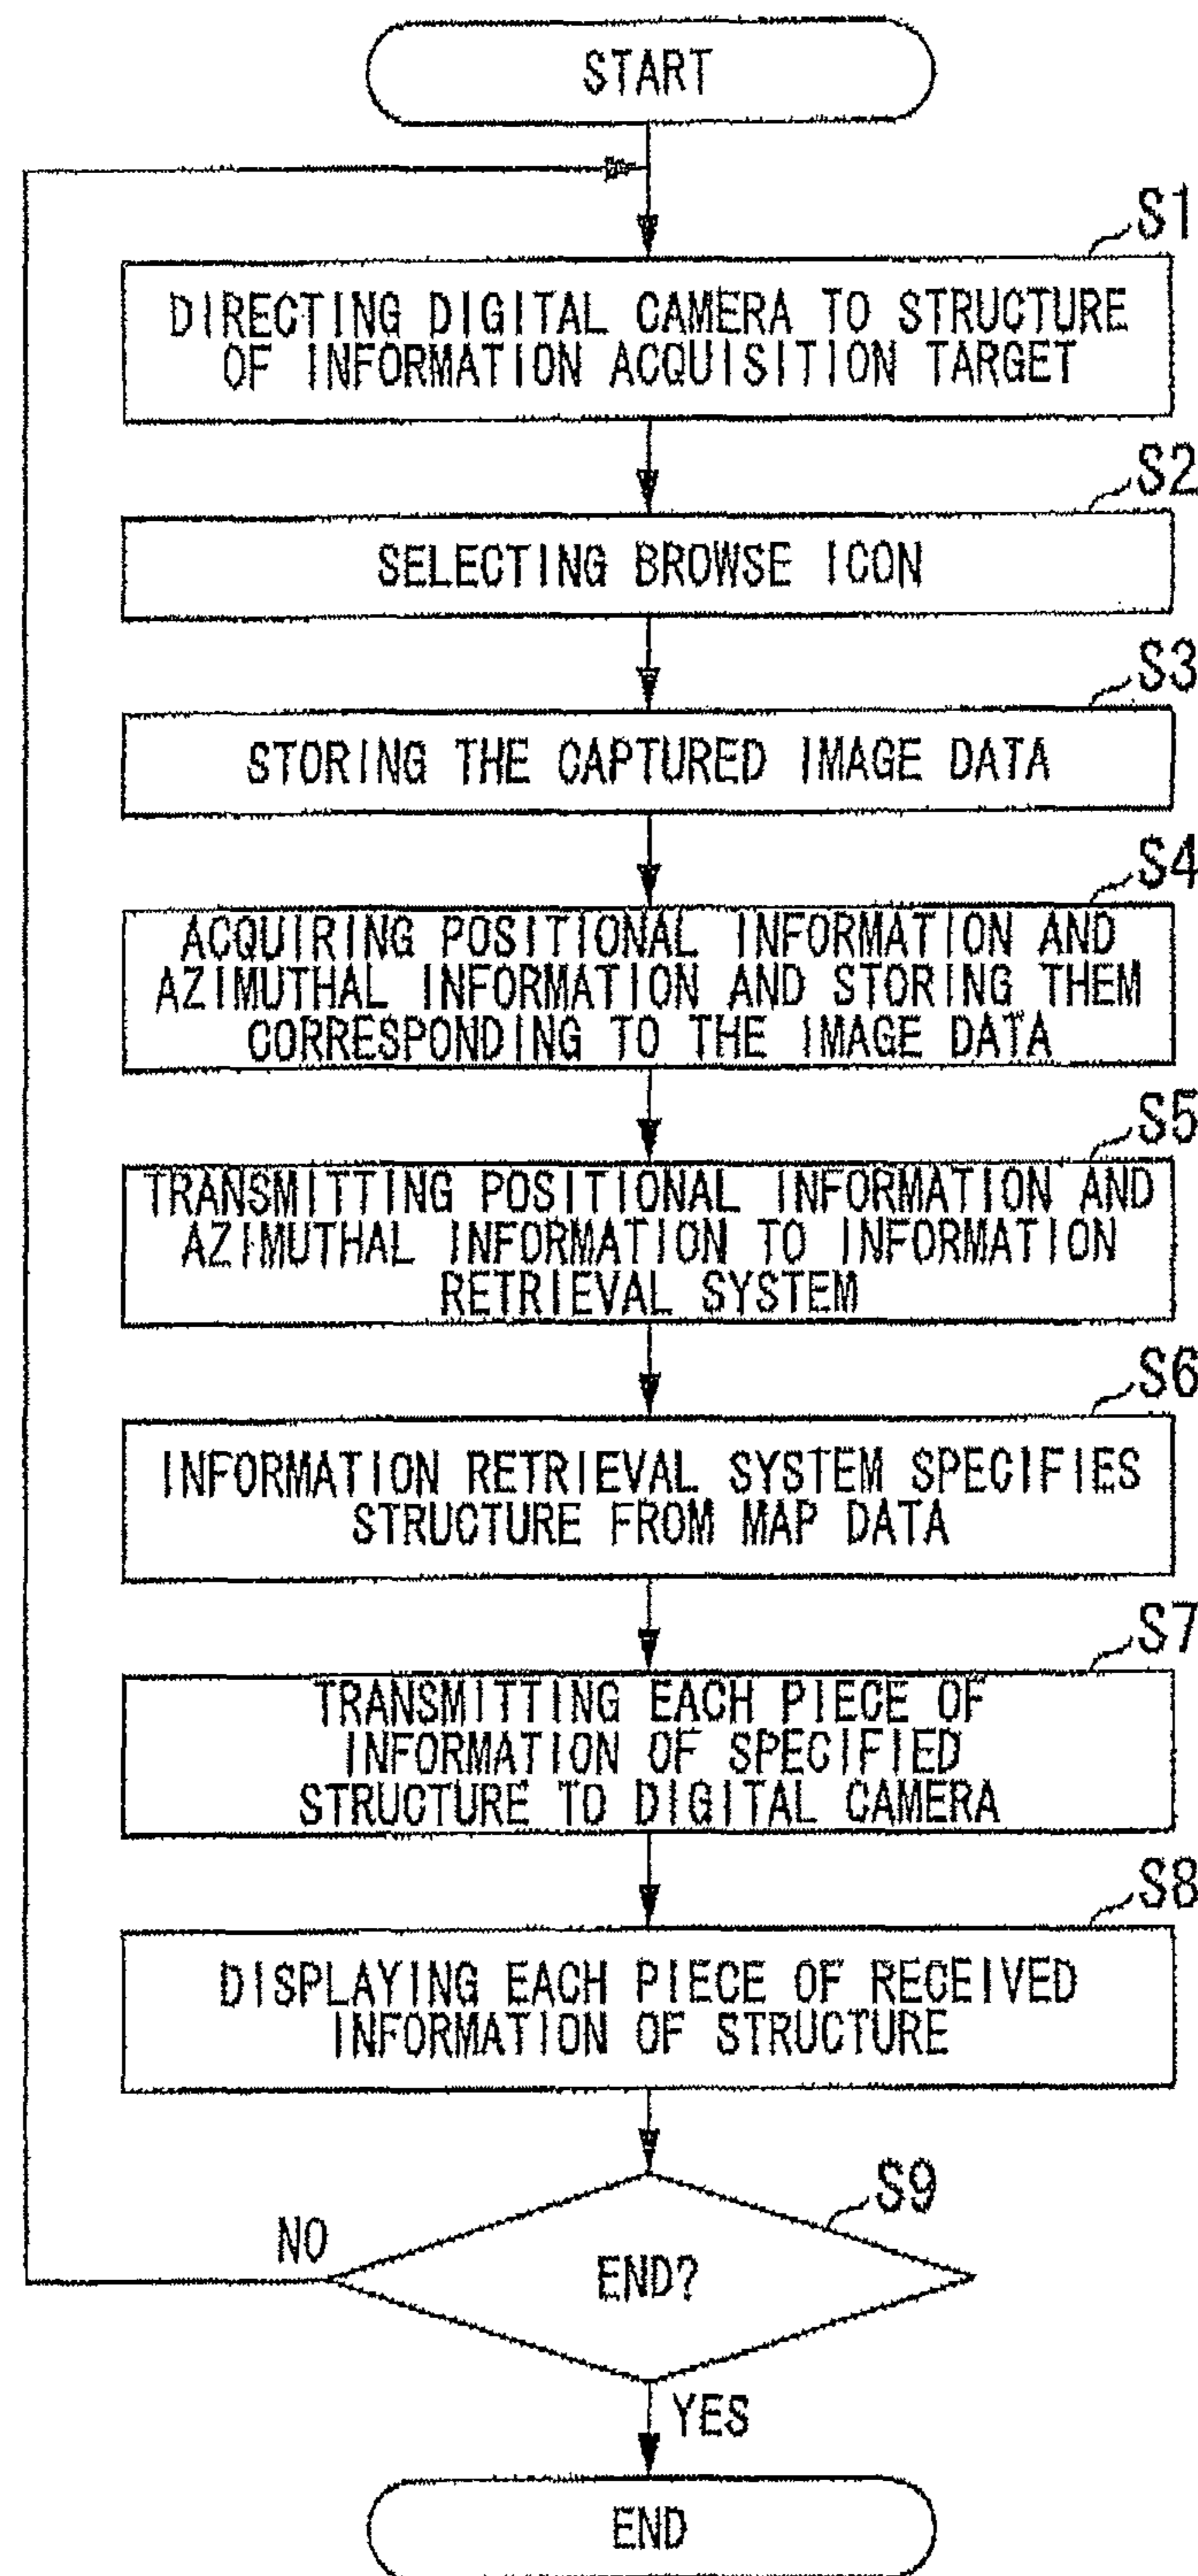 START
S1
DIRECTING DIGITAL CAMERA TO STRUCTURE
OF INFORMATION ACQUISITION TARGET
S2
SELECTING BROWSE ICON
S3
STORING THE CAPTURED IMAGE DATA
S4
ACQUIRING POSITIONAL INFORMATION AND
AZIMUTHAL INFORMATION AND STORING THEM
CORRESPONDING TO THE IMAGE DATA
S5
TRANSMITTING POSITIONAL INFORMATION AND
AZIMUTHAL INFORMATION TO INFORMATION
RETRIEVAL SYSTEM
S6
INFORMATION RETRIEVAL SYSTEM SPECIFIES
STRUCTURE FROM MAP DATA
S7
TRANSMITTING EACH PIECE OF
INFORMATION OF SPECIFIED
STRUCTURE TO DIGITAL CAMERA
S8
DISPLAYING EACH PIECE OF RECEIVED
INFORMATION OF STRUCTURE
S9
NO
END?
YES
END